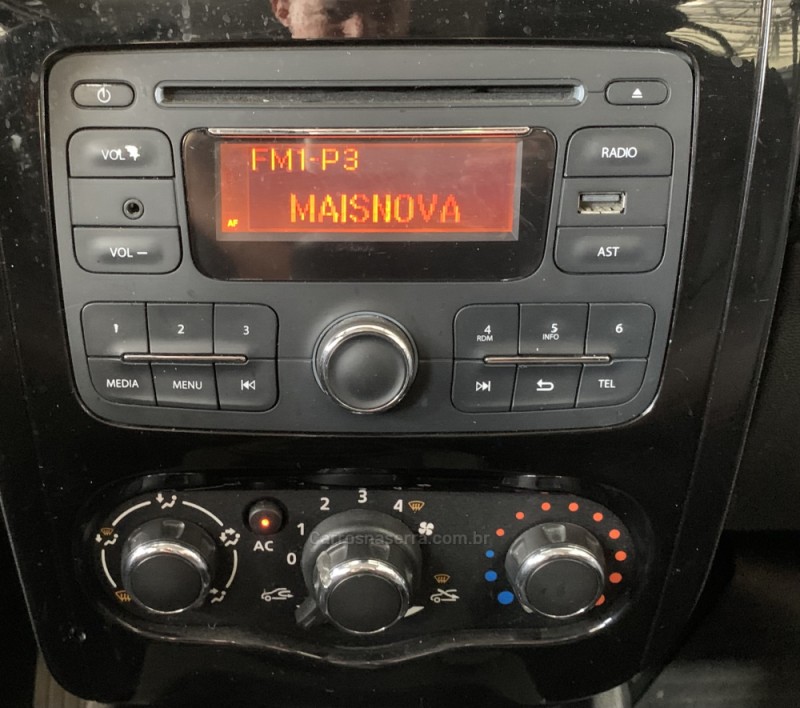 VOL
FM1-P3
MAISNOVA
AF
RADIO
VOL —
AST
1
2
3
4
RDM
5
INFO
6
MEDIA
MENU
TEL
0
1
2
3
4
AC
Carrosnaserra.com.br